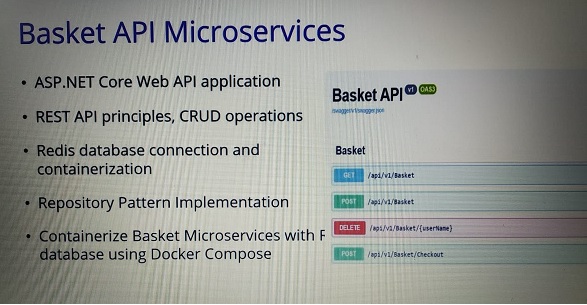 Basket API Microservices
• ASP.NET Core Web API application
• REST API principles, CRUD operations
• Redis database connection and
containerization
• Repository Pattern Implementation
• Containerize Basket Microservices with
database using Docker Compose
Basket API v1 OAS3
/swagger/v1/swagger.json
Basket
GET /api/v1/Basket
POST /api/v1/Basket
DELETE /api/v1/Basket/{userName}
POST /api/v1/Basket/Checkout